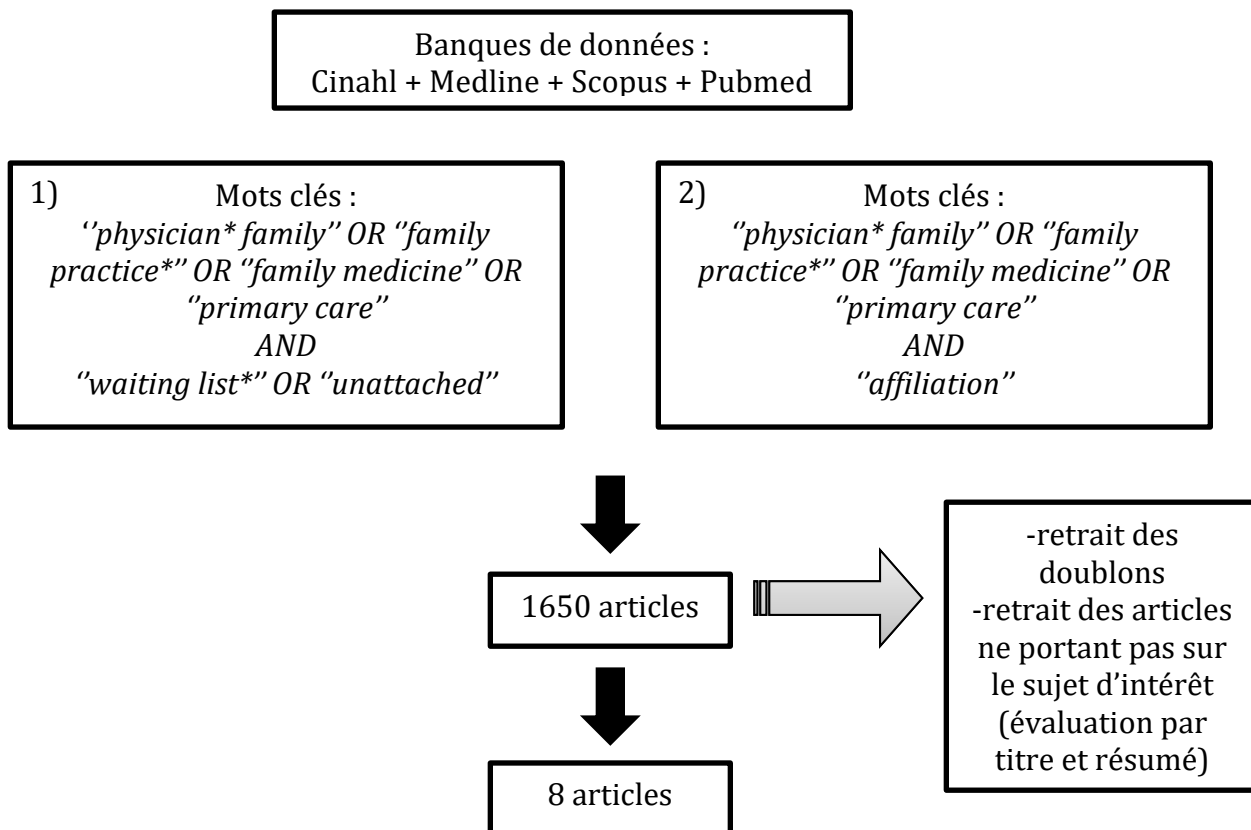 Banques de données :
Cinahl + Medline + Scopus + Pubmed
1) Mots clés :
‘’physician* family’’ OR ‘’family
practice*’’ OR ‘’family medicine’’ OR
‘’primary care’’
AND
‘’waiting list*’’ OR ‘’unattached’’
2) Mots clés :
‘’physician* family’’ OR ‘’family
practice*’’ OR ‘’family medicine’’ OR
‘’primary care’’
AND
‘’affiliation’’
1650 articles
-retrait des
doublons
-retrait des articles
ne portant pas sur
le sujet d’intérêt
(évaluation par
titre et résumé)
8 articles